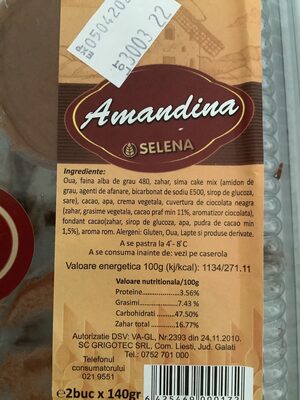 05042022
3003 22
Amandina
SELENA
Ingrediente:
Oua, faina alba de grau 480, zahar, sima cake mix (amidon de
grau, agenti de afanare, bicarbonat de sodiu E500, sirop de glucoza,
sare), cacao, apa, crema vegetala, cuvertura de ciocolata neagra
(zahar, grasime vegetala, cacao praf min 11%, aromatizor ciocolata),
fondant cacao(zahar, sirop de glucoza, apa, pudra de cacao min
1,5%), aroma rom. Alergeni: Gluten, Oua, Lapte si produse derivate.
A se pastra la 4°- 8°C
A se consuma inainte de: vezi pe caserola
Valoare energetica 100g (kj/kcal): 1134/271.11
Valoare nutritionala/100g
Proteine................3.56%
Grasimi................7.43 %
Carbohidrati.........47.50%
Zahar total...........16.77%
Autorizatie DSV: VA-GL, Nr.2393 din 24.11.2010.
SC GRIGOTEC SRL, Com. Liesti, Jud. Galati
Tel.: 0752 701 000
Telefonul
consumatorului
021 9551
2buc x 140gr